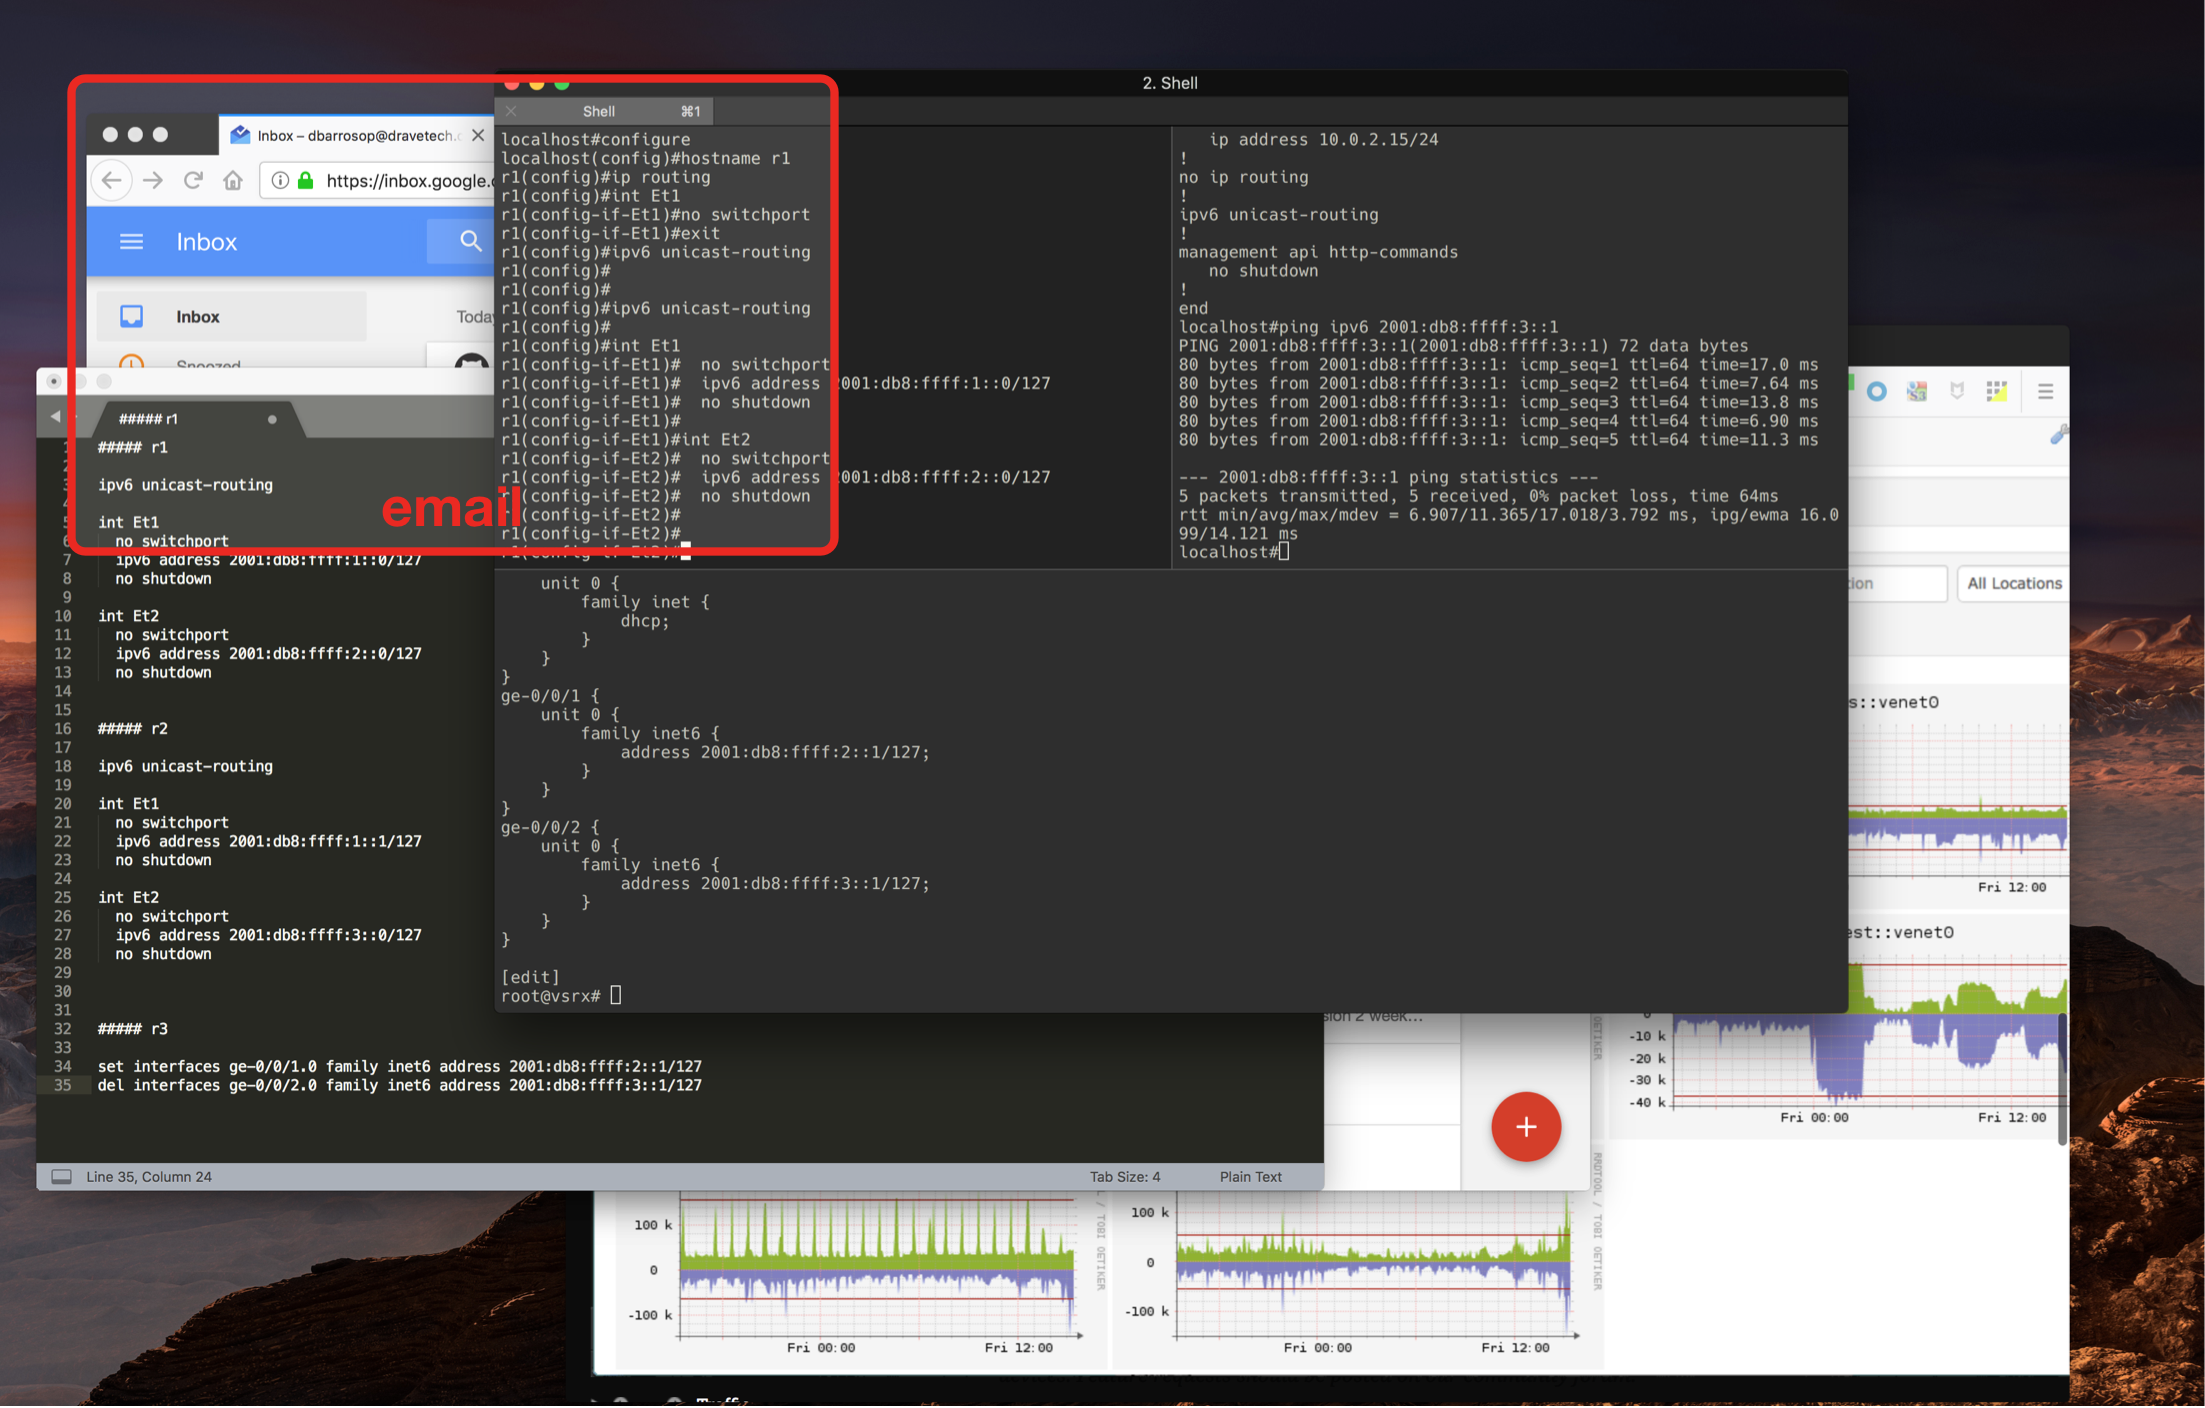 2. Shell
Shell ⌘1
Inbox – dbarrosop@dravetech.
https://inbox.google.
Inbox
Inbox
Today
Snoozed
email
localhost#configure
localhost(config)#hostname r1
r1(config)#ip routing
r1(config)#int Et1
r1(config-if-Et1)#no switchport
r1(config-if-Et1)#exit
r1(config)#ipv6 unicast-routing
r1(config)#
r1(config)#
r1(config)#ipv6 unicast-routing
r1(config)#
r1(config)#int Et1
r1(config-if-Et1)#  no switchport
r1(config-if-Et1)#  ipv6 address 2001:db8:ffff:1::0/127
r1(config-if-Et1)#  no shutdown
r1(config-if-Et1)#
r1(config-if-Et1)#int Et2
r1(config-if-Et2)#  no switchport
r1(config-if-Et2)#  ipv6 address 2001:db8:ffff:2::0/127
r1(config-if-Et2)#  no shutdown
r1(config-if-Et2)#
r1(config-if-Et2)#
r1(config-if-Et2)#
ip address 10.0.2.15/24
!
no ip routing
!
ipv6 unicast-routing
!
management api http-commands
no shutdown
!
end
localhost#ping ipv6 2001:db8:ffff:3::1
PING 2001:db8:ffff:3::1(2001:db8:ffff:3::1) 72 data bytes
80 bytes from 2001:db8:ffff:3::1: icmp_seq=1 ttl=64 time=17.0 ms
80 bytes from 2001:db8:ffff:3::1: icmp_seq=2 ttl=64 time=7.64 ms
80 bytes from 2001:db8:ffff:3::1: icmp_seq=3 ttl=64 time=13.8 ms
80 bytes from 2001:db8:ffff:3::1: icmp_seq=4 ttl=64 time=6.90 ms
80 bytes from 2001:db8:ffff:3::1: icmp_seq=5 ttl=64 time=11.3 ms
--- 2001:db8:ffff:3::1 ping statistics ---
5 packets transmitted, 5 received, 0% packet loss, time 64ms
rtt min/avg/max/mdev = 6.907/11.365/17.018/3.792 ms, ipg/ewma 16.0
99/14.121 ms
localhost#
unit 0 {
family inet {
dhcp;
}
}
}
ge-0/0/1 {
unit 0 {
family inet6 {
address 2001:db8:ffff:2::1/127;
}
}
}
ge-0/0/2 {
unit 0 {
family inet6 {
address 2001:db8:ffff:3::1/127;
}
}
}
[edit]
root@vsrx#
##### r1
1 ##### r1
2
3 ipv6 unicast-routing
4
5 int Et1
6 no switchport
7 ipv6 address 2001:db8:ffff:1::0/127
8 no shutdown
9
10 int Et2
11 no switchport
12 ipv6 address 2001:db8:ffff:2::0/127
13 no shutdown
14
15
16 ##### r2
17
18 ipv6 unicast-routing
19
20 int Et1
21 no switchport
22 ipv6 address 2001:db8:ffff:1::1/127
23 no shutdown
24
25 int Et2
26 no switchport
27 ipv6 address 2001:db8:ffff:3::0/127
28 no shutdown
29
30
31
32 ##### r3
33
34 set interfaces ge-0/0/1.0 family inet6 address 2001:db8:ffff:2::1/127
35 del interfaces ge-0/0/2.0 family inet6 address 2001:db8:ffff:3::1/127
Line 35, Column 24
Tab Size: 4
Plain Text
All Locations
s::venet0
Fri 12:00
est::venet0
0
-10 k
-20 k
-30 k
-40 k
Fri 00:00 Fri 12:00
sion 2 week...
+
100 k
0
-100 k
Fri 00:00 Fri 12:00
/ TOBI OETIKER
100 k
0
-100 k
Fri 00:00 Fri 12:00
RRDTOOL / TOBI OETIKER